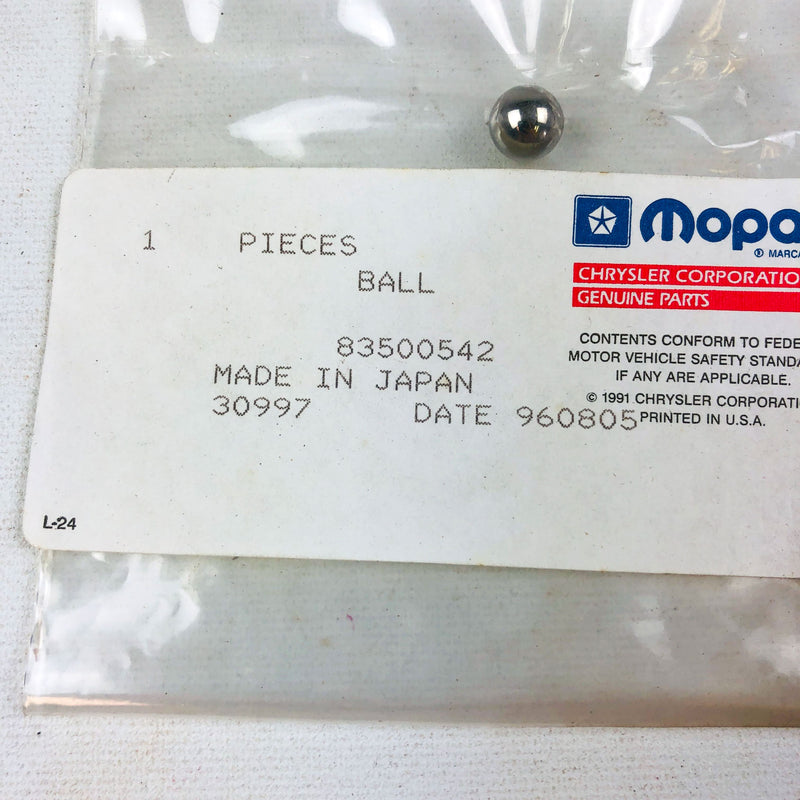 1 PIECES
BALL
83500542
MADE IN JAPAN
30997 DATE 960805
L-24
Mopa
® MARCA
CHRYSLER CORPORATIO
GENUINE PARTS
CONTENTS CONFORM TO FEDE
MOTOR VEHICLE SAFETY STANDA
IF ANY ARE APPLICABLE.
© 1991 CHRYSLER CORPORATIO
PRINTED IN U.S.A.